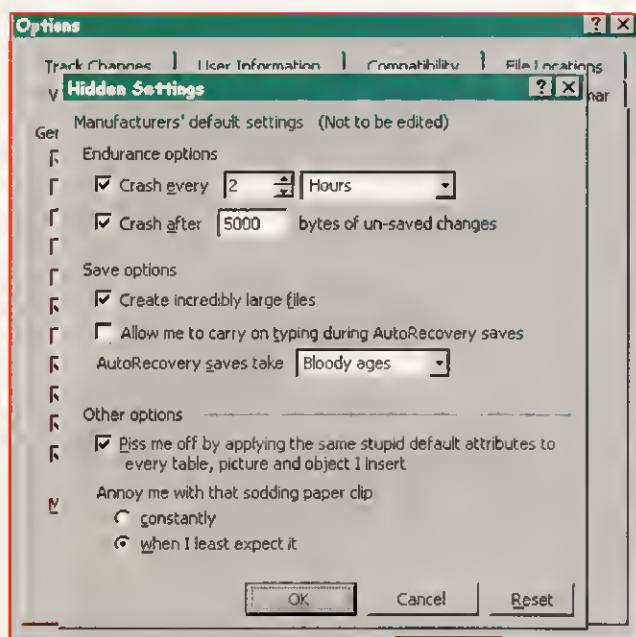 Options
Track Changes User Information Compatibility File Locations
Hidden Settings
Manufacturers' default settings (Not to be edited)
Endurance options
Crash every 2 Hours
Crash after 5000 bytes of un-saved changes
Save options
Create incredibly large files
Allow me to carry on typing during AutoRecovery saves
AutoRecovery saves take Bloody ages
Other options
Piss me off by applying the same stupid default attributes to
every table, picture and object I insert
Annoy me with that sodding paper clip
constantly
when I least expect it
OK Cancel Reset